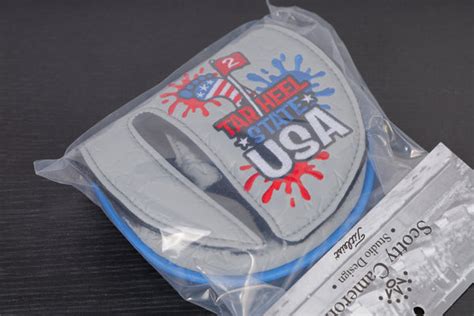 2
TAR HEEL
STATE
USA
Scotty Cameron
Studio Design
Titleist